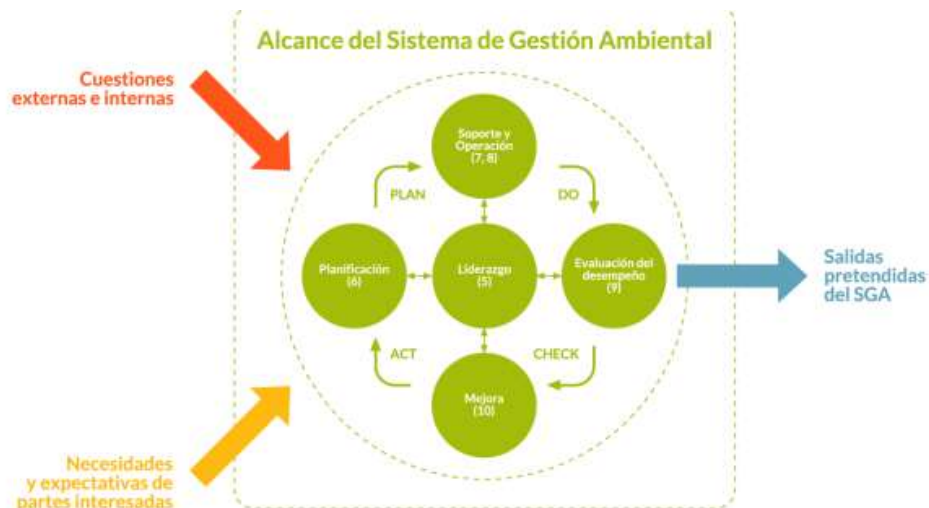 Alcance del Sistema de Gestión Ambiental
Cuestiones
externas e internas
Soporte y
Operación
(7, 8)
PLAN
DO
Planificación
(6)
Liderazgo
(5)
Evaluación del
desempeño
(9)
Salidas
pretendidas
del SGA
ACT
CHECK
Mejora
(10)
Necesidades
y expectativas de
partes interesadas